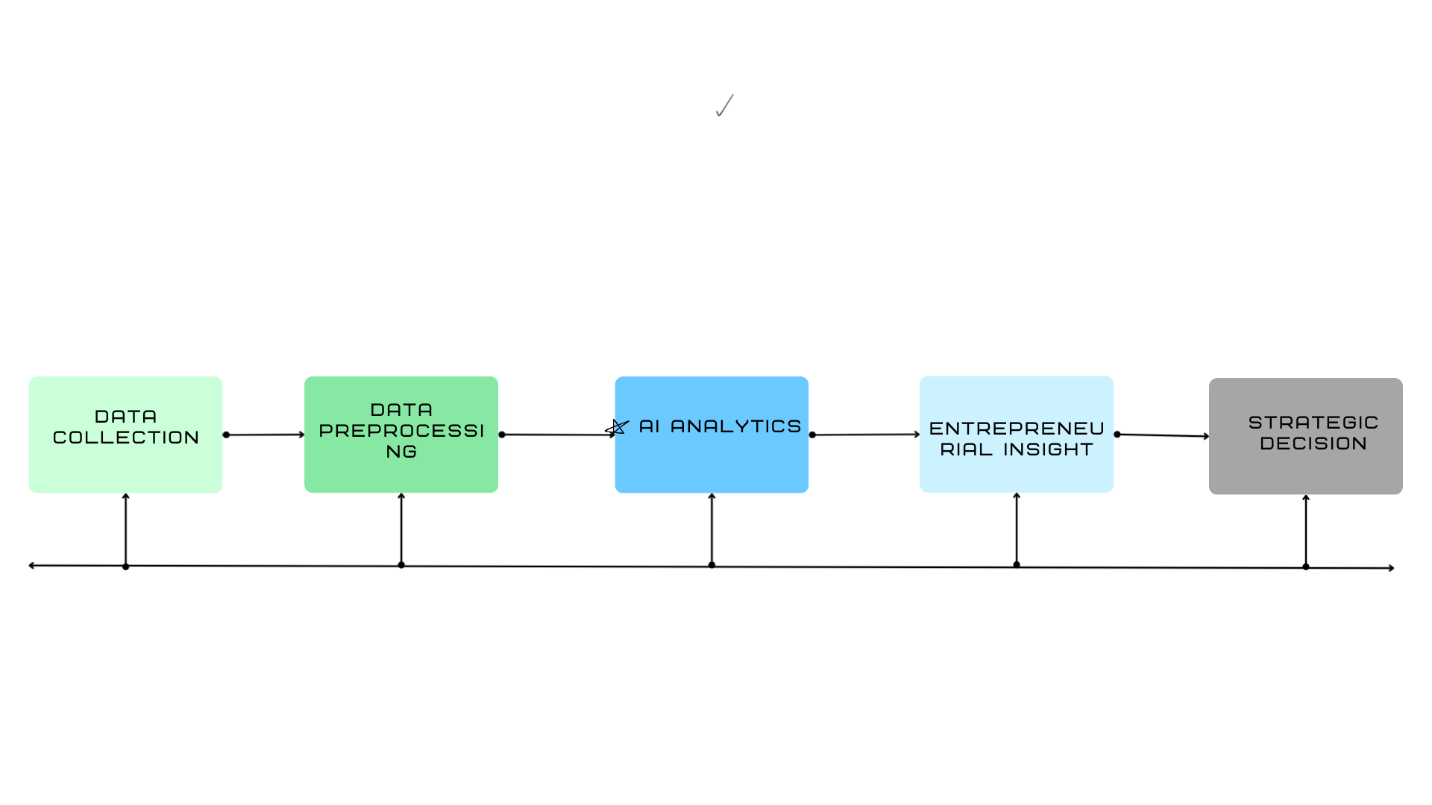 DATA
COLLECTION
DATA
PREPROCESSI
NG
AI ANALYTICS
ENTREPRENEU
RIAL INSIGHT
STRATEGIC
DECISION